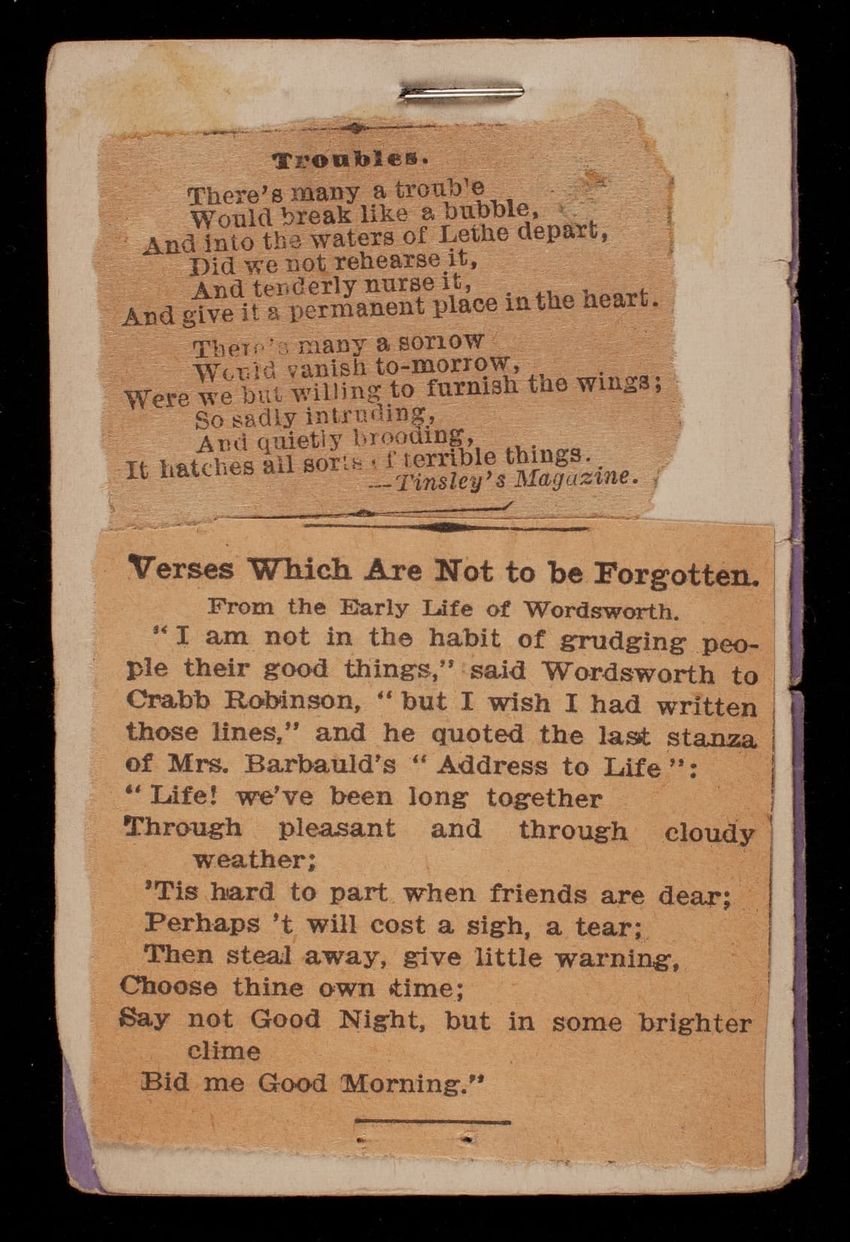 Troubles.
There's many a troub'e
Would break like a bubble,
And into the waters of Lethe depart,
Did we not rehearse it,
And tenderly nurse it,
And give it a permanent place in the heart.
There's many a sorrow
Would vanish to-morrow,
Were we but willing to furnish the wings;
So sadly intruding,
And quietly brooding,
It hatches all sorts of terrible things.
—Tinsley's Magazine.
Verses Which Are Not to be Forgotten.
From the Early Life of Wordsworth.
"I am not in the habit of grudging peo-
ple their good things," said Wordsworth to
Crabb Robinson, "but I wish I had written
those lines," and he quoted the last stanza
of Mrs. Barbauld's "Address to Life":
"Life! we've been long together
Through pleasant and through cloudy
weather;
'Tis hard to part when friends are dear;
Perhaps 't will cost a sigh, a tear;
Then steal away, give little warning,
Choose thine own time;
Say not Good Night, but in some brighter
clime
Bid me Good Morning."